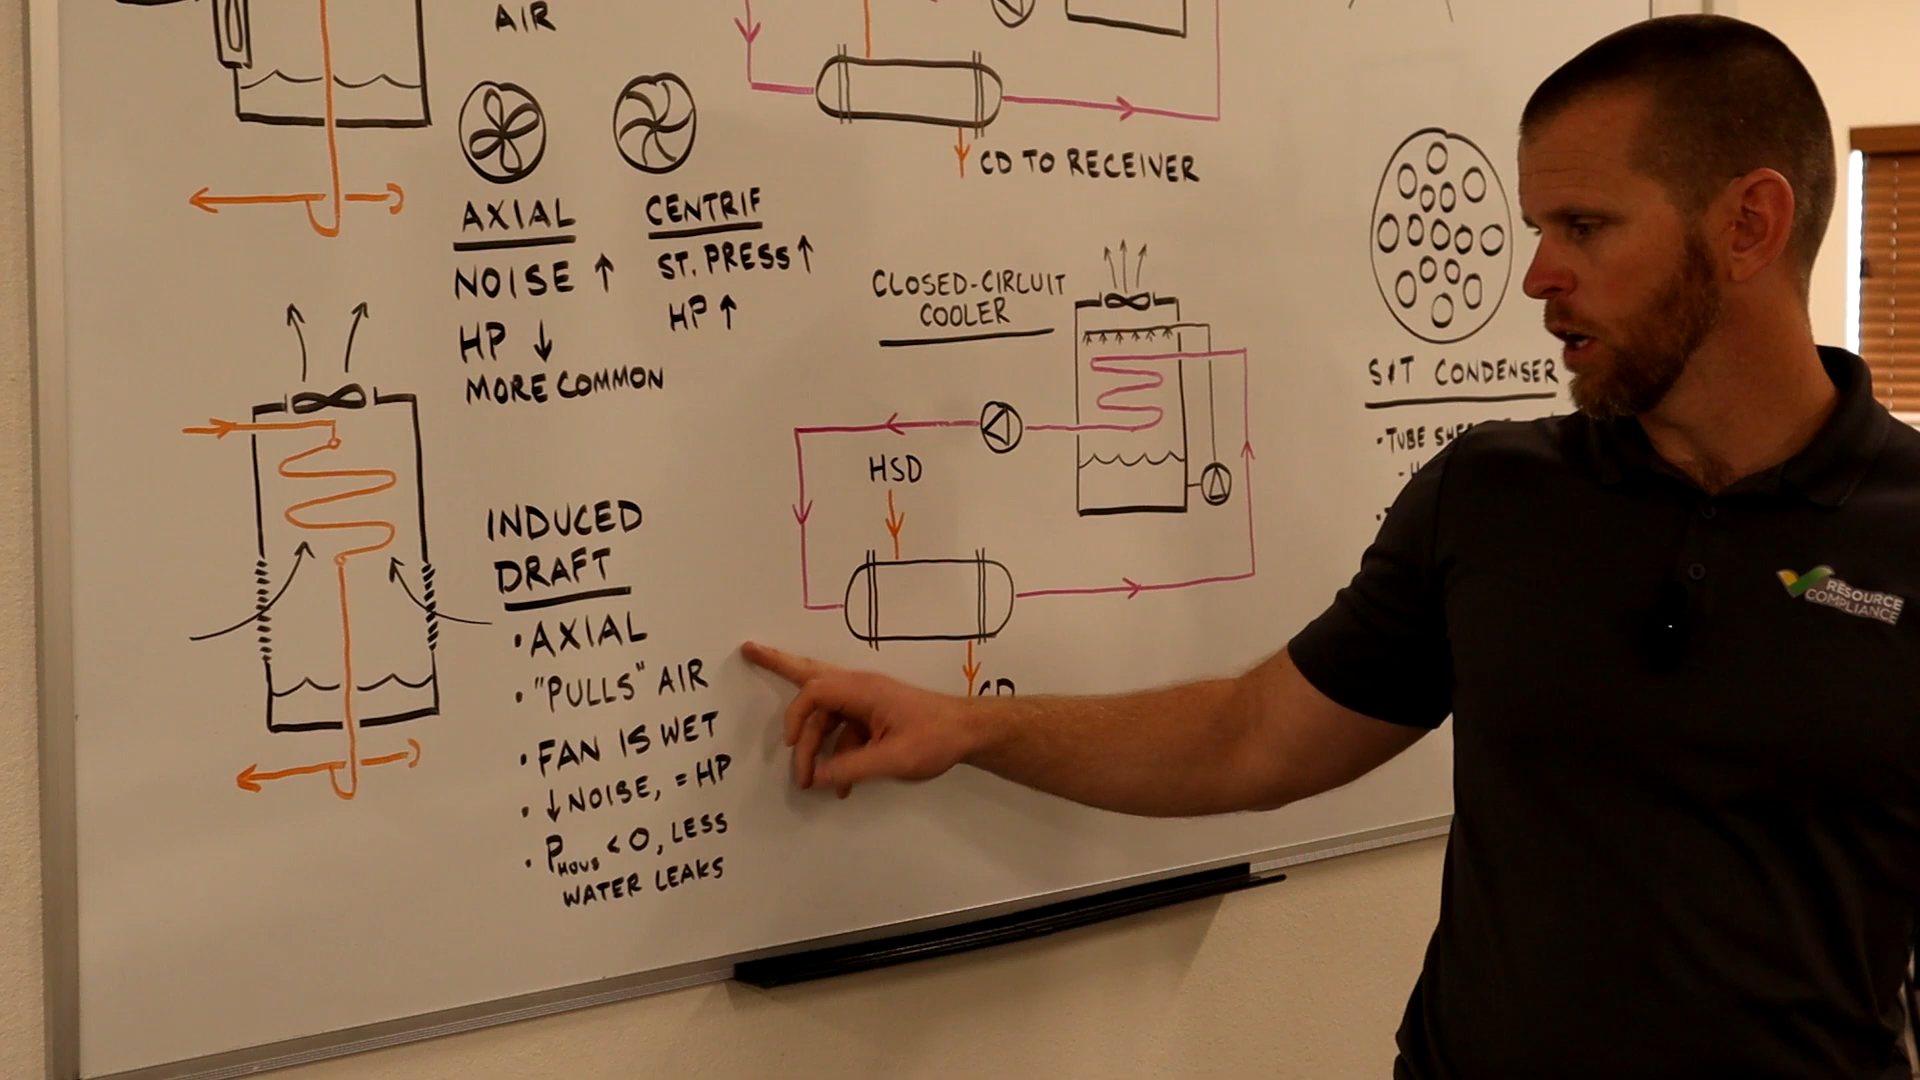 AIR
AXIAL
NOISE ↑
HP ↓
MORE COMMON
CENTRIF
ST. PRESS ↑
HP ↑
CD TO RECEIVER
CLOSED-CIRCUIT
COOLER
HSD
CD
INDUCED
DRAFT
• AXIAL
• "PULLS" AIR
• FAN IS WET
• ↓ NOISE, = HP
• PHOUS < 0, LESS
WATER LEAKS
S&T CONDENSER
• TUBE
RESOURCE
COMPLIANCE